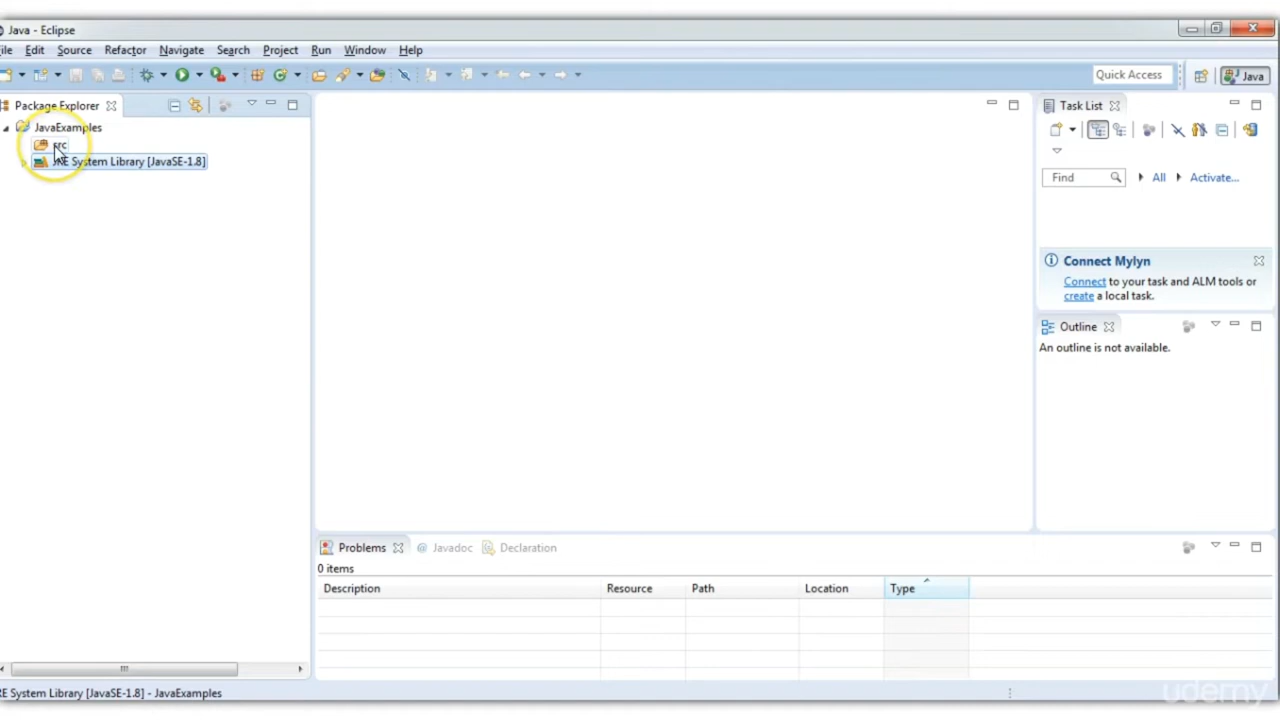 Java - Eclipse
ile Edit Source Refactor Navigate Search Project Run Window Help
Quick Access
Java
Package Explorer
JavaExamples
src
JRE System Library [JavaSE-1.8]
Task List
Find
All
Activate...
Connect Mylyn
Connect to your task and ALM tools or
create a local task.
Outline
An outline is not available.
Problems @ Javadoc Declaration
0 items
Description Resource Path Location Type
RE System Library [JavaSE-1.8] - JavaExamples
udemy